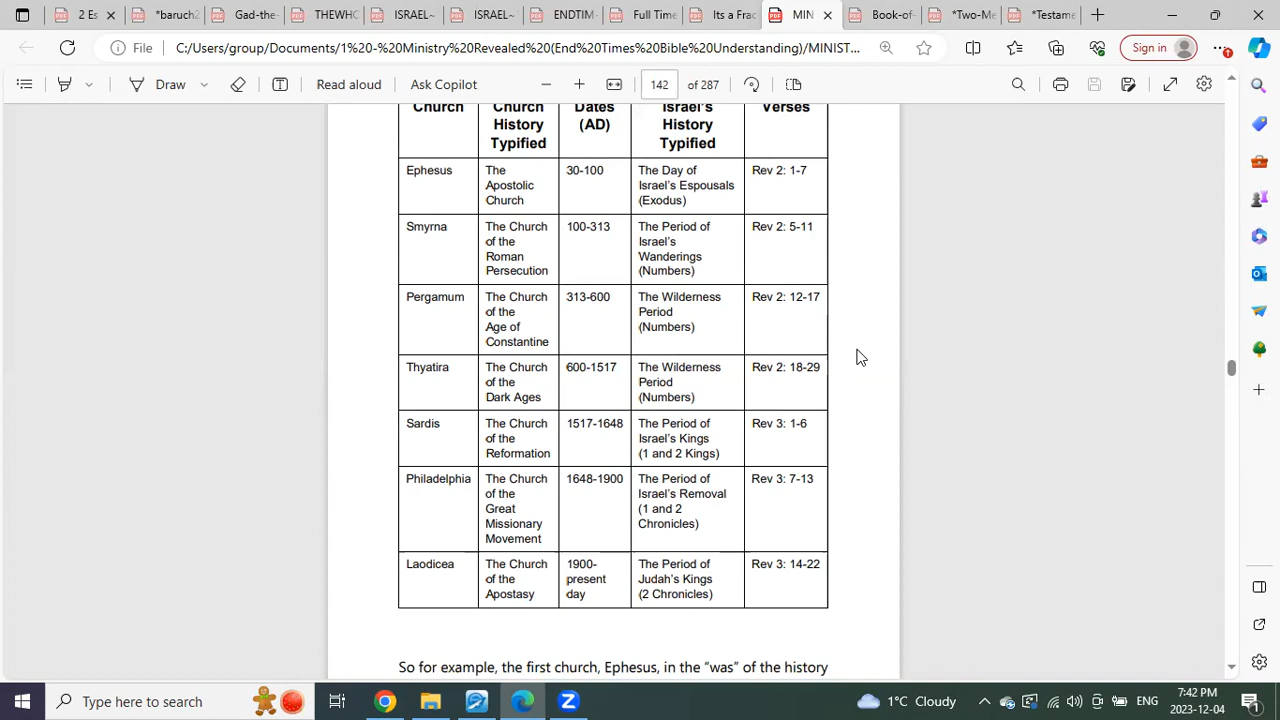 2 Es
*baruch2
Gad-the-
THEWHO
ISRAEL~
ISRAEL~
ENDTIM
Full Time
Its a Frac
MIN
Book-of-
*Two-Me
*Testame
File
C:/Users/group/Documents/1%20-%20Ministry%20Revealed%20(End%20Times%20Bible%20Understanding)/MINIST...
Sign in
Draw
Read aloud
Ask Copilot
142 of 287
Church
Church History Typified
Dates (AD)
Israel's History Typified
Verses
Ephesus
The
Apostolic
Church
30-100
The Day of
Israel's Espousals
(Exodus)
Rev 2: 1-7
Smyrna
The Church
of the
Roman
Persecution
100-313
The Period of
Israel's
Wanderings
(Numbers)
Rev 2: 5-11
Pergamum
The Church
of the
Age of
Constantine
313-600
The Wilderness
Period
(Numbers)
Rev 2: 12-17
Thyatira
The Church
of the
Dark Ages
600-1517
The Wilderness
Period
(Numbers)
Rev 2: 18-29
Sardis
The Church
of the
Reformation
1517-1648
The Period of
Israel's Kings
(1 and 2 Kings)
Rev 3: 1-6
Philadelphia
The Church
of the
Great
Missionary
Movement
1648-1900
The Period of
Israel's Removal
(1 and 2
Chronicles)
Rev 3: 7-13
Laodicea
The Church
of the
Apostasy
1900-
present
day
The Period of
Judah's Kings
(2 Chronicles)
Rev 3: 14-22
So for example, the first church, Ephesus, in the “was” of the history
Type here to search
1°C Cloudy
ENG
7:42 PM
2023-12-04